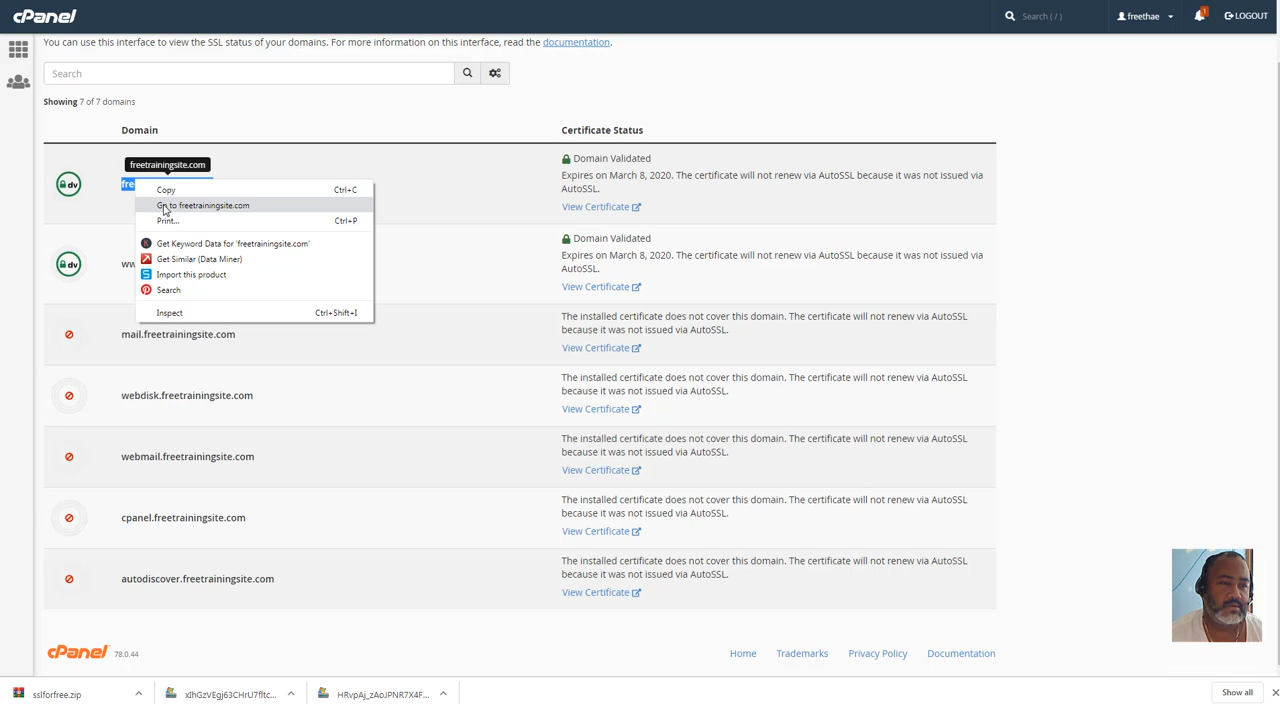 cPanel
Search ( / )
freethae
1
LOGOUT
You can use this interface to view the SSL status of your domains. For more information on this interface, read the documentation.
Search
Showing 7 of 7 domains
Domain
Certificate Status
freetrainingsite.com
dv
fre
Domain Validated
Expires on March 8, 2020. The certificate will not renew via AutoSSL because it was not issued via
AutoSSL.
View Certificate
Copy Ctrl+C
Go to freetrainingsite.com
Print... Ctrl+P
Get Keyword Data for 'freetrainingsite.com'
Get Similar (Data Miner)
Import this product
Search
Inspect Ctrl+Shift+I
dv
ww
Domain Validated
Expires on March 8, 2020. The certificate will not renew via AutoSSL because it was not issued via
AutoSSL.
View Certificate
mail.freetrainingsite.com
The installed certificate does not cover this domain. The certificate will not renew via AutoSSL
because it was not issued via AutoSSL.
View Certificate
webdisk.freetrainingsite.com
The installed certificate does not cover this domain. The certificate will not renew via AutoSSL
because it was not issued via AutoSSL.
View Certificate
webmail.freetrainingsite.com
The installed certificate does not cover this domain. The certificate will not renew via AutoSSL
because it was not issued via AutoSSL.
View Certificate
cpanel.freetrainingsite.com
The installed certificate does not cover this domain. The certificate will not renew via AutoSSL
because it was not issued via AutoSSL.
View Certificate
autodiscover.freetrainingsite.com
The installed certificate does not cover this domain. The certificate will not renew via AutoSSL
because it was not issued via AutoSSL.
View Certificate
cPanel 78.0.44
Home
Trademarks
Privacy Policy
Documentation
sslforfree.zip
HRvpAj_zAoJPNR7X4F...
Show all